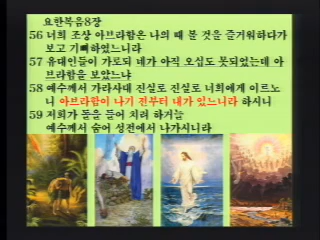 요한복음8장
56 너희 조상 아브라함은 나의 때 볼 것을 즐거워하다가
보고 기뻐하였느니라
57 유대인들이 가로되 네가 아직 오십도 못되었는데 아
브라함을 보았느냐
58 예수께서 가라사대 진실로 진실로 너희에게 이르노
니 아브라함이 나기 전부터 내가 있느니라 하시니
59 저희가 돌을 들어 치려 하거늘
예수께서 숨어 성전에서 나가시니라